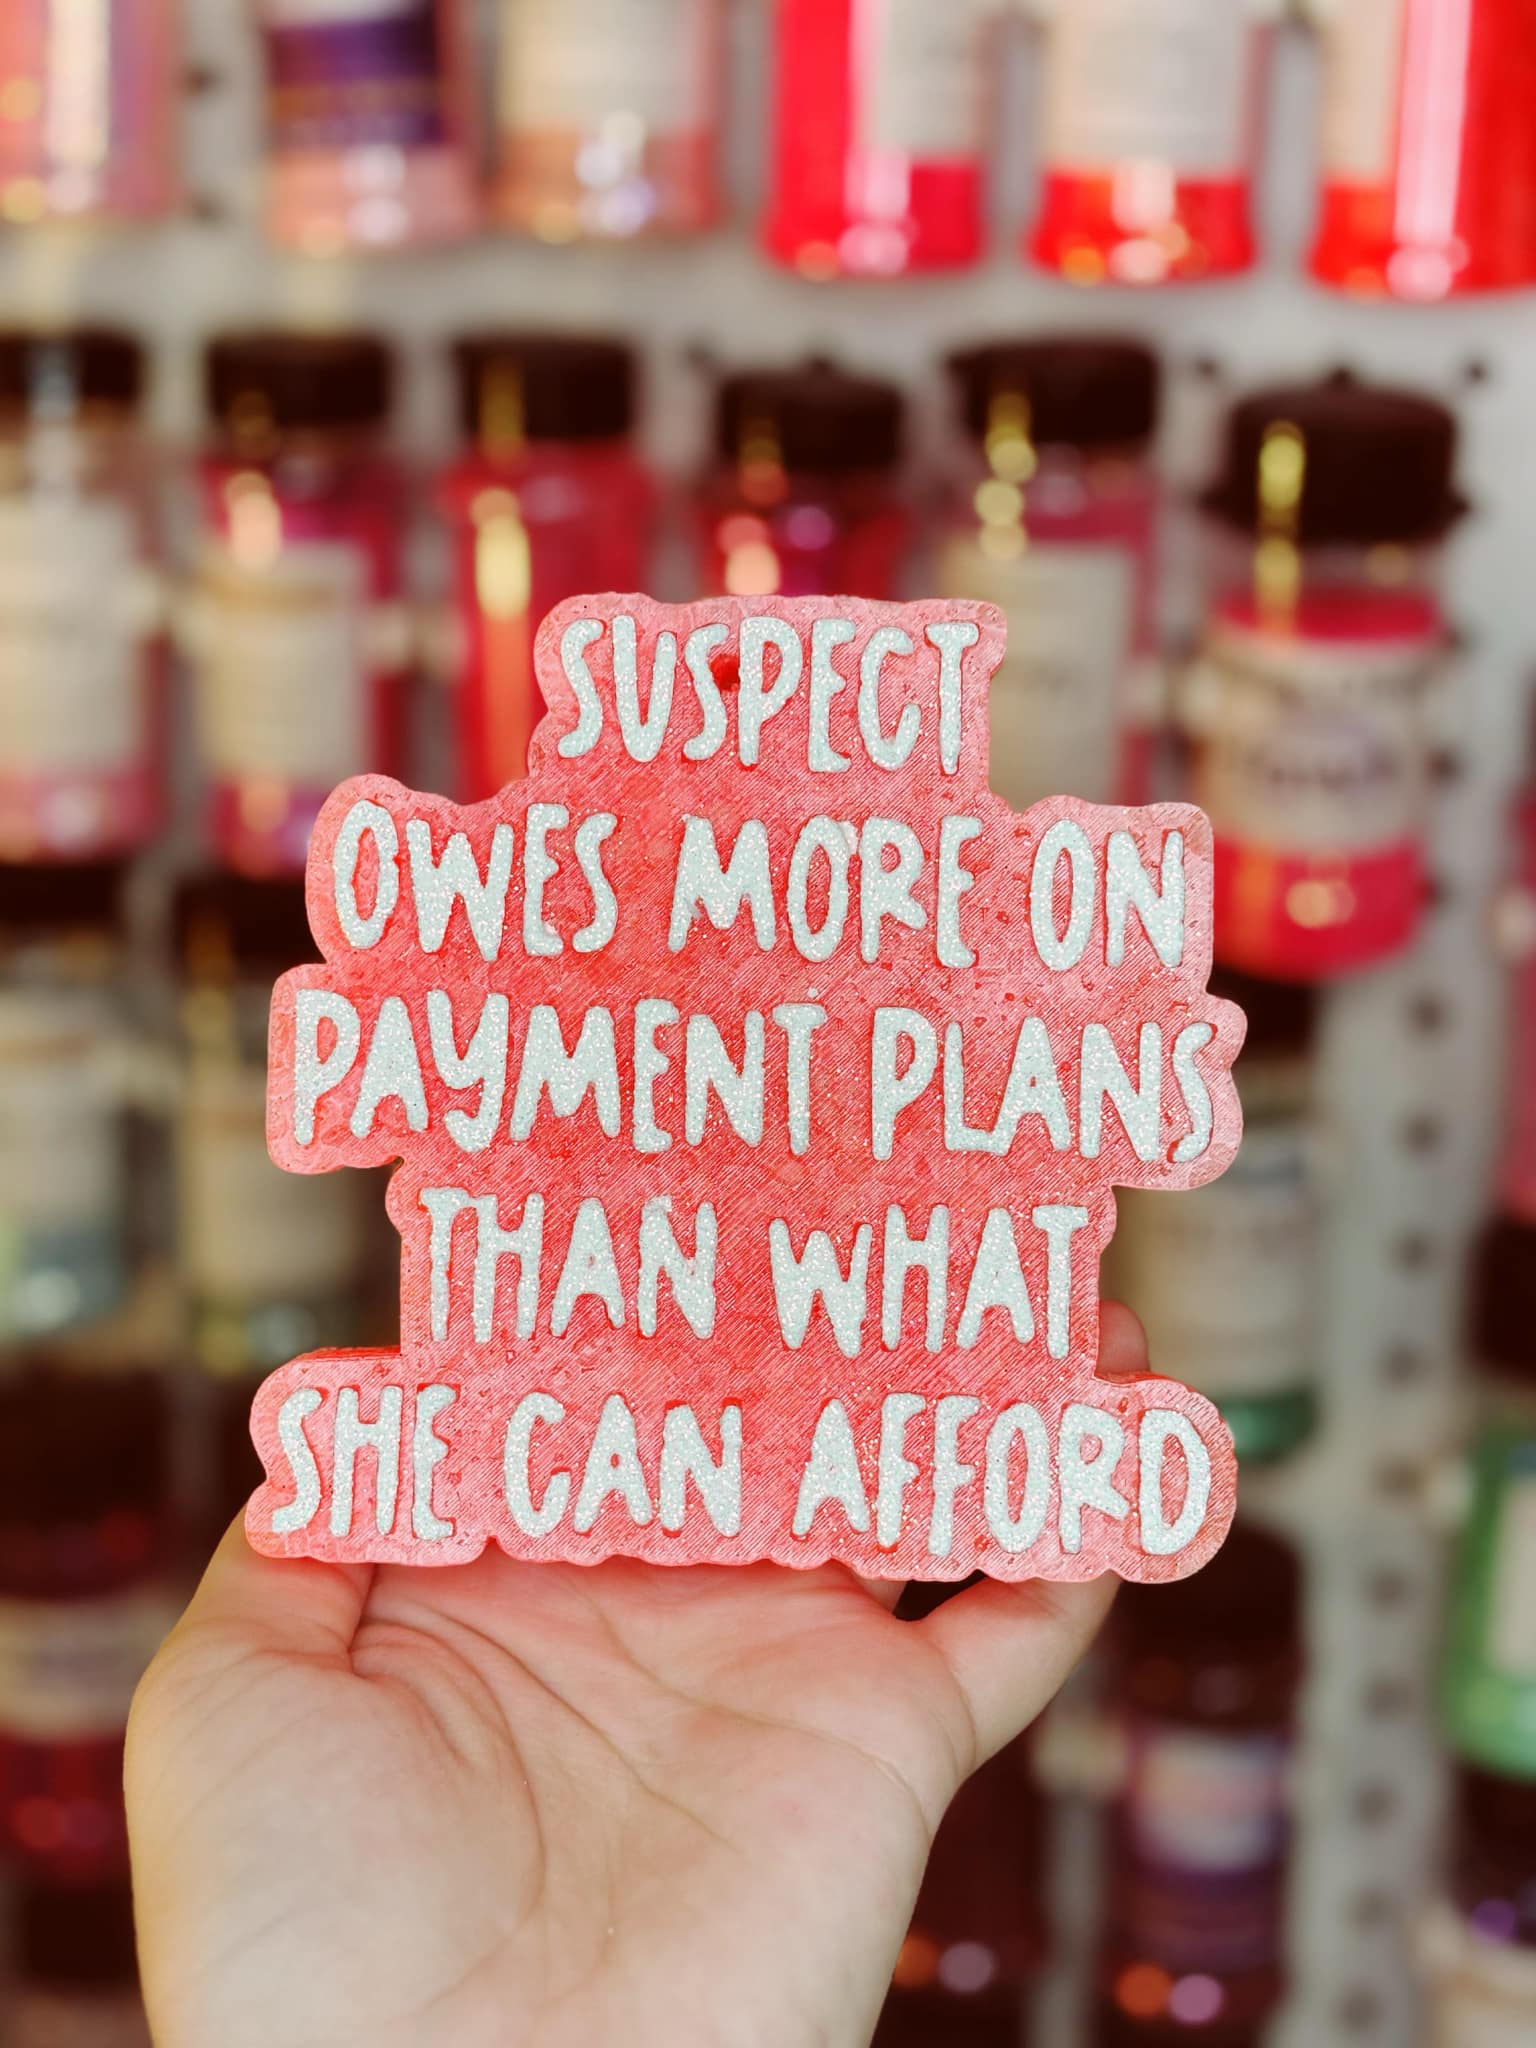 SUSPECT
OWES MORE ON
PAYMENT PLANS
THAN WHAT
SHE CAN AFFORD